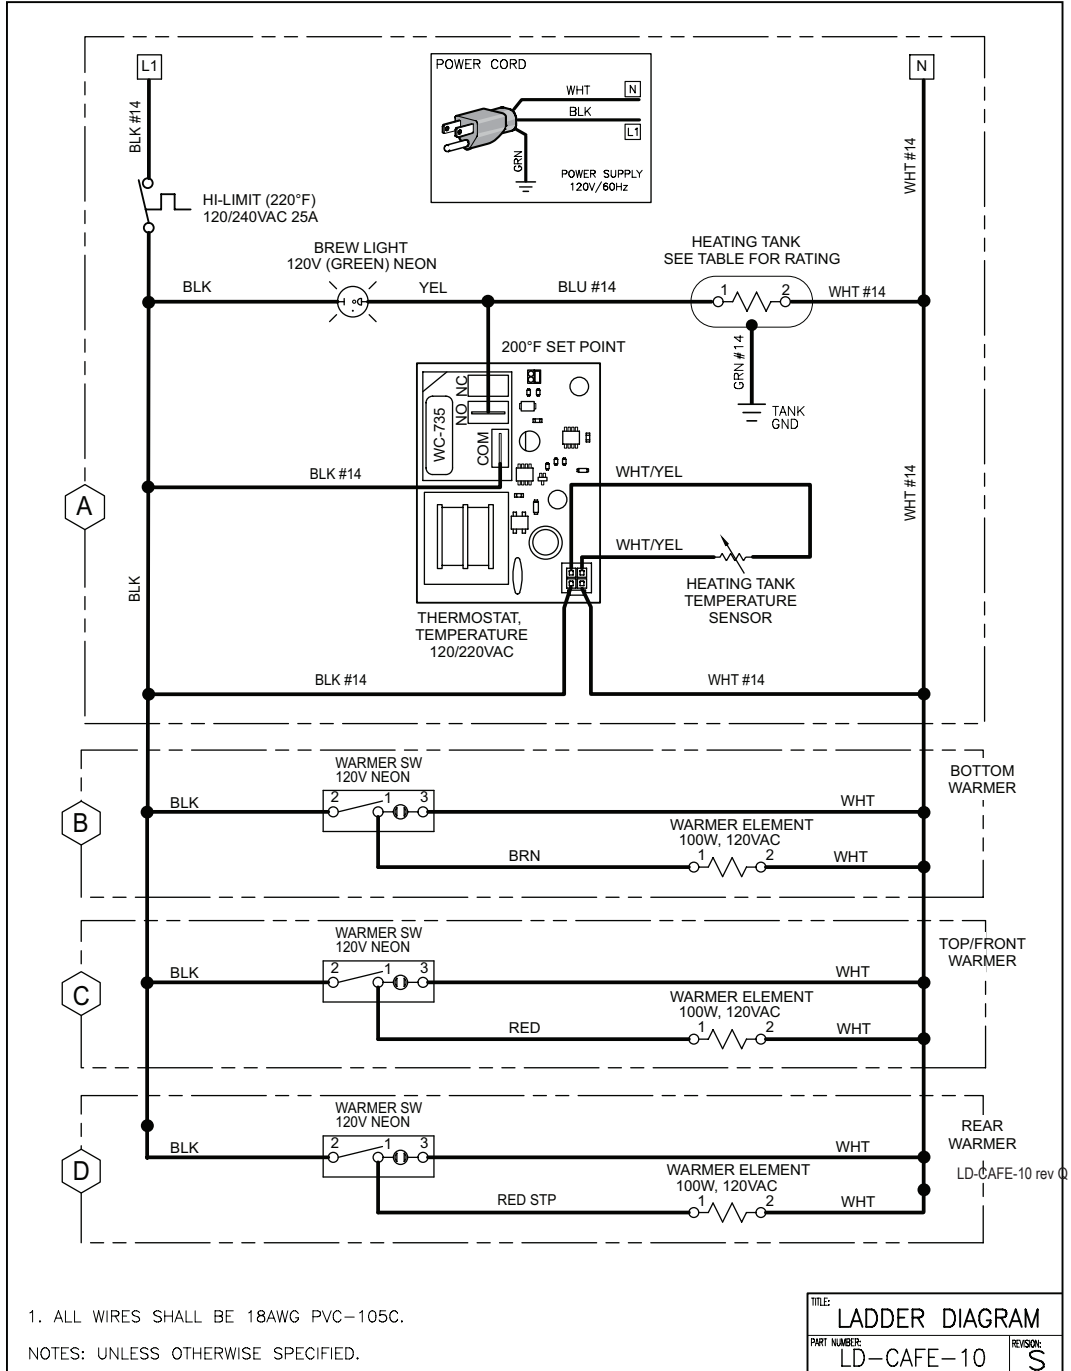 L1
N
POWER CORD
WHT
N
BLK
L1
GRN
POWER SUPPLY
120V/60Hz
BLK #14
WHT #14
HI-LIMIT (220°F)
120/240VAC 25A
BREW LIGHT
120V (GREEN) NEON
HEATING TANK
SEE TABLE FOR RATING
BLK
YEL
BLU #14
1
2
WHT #14
GRN #14
TANK
GND
200°F SET POINT
NC
NO
WC-735
COM
BLK #14
WHT/YEL
WHT #14
A
WHT/YEL
BLK
HEATING TANK
TEMPERATURE
SENSOR
THERMOSTAT,
TEMPERATURE
120/220VAC
BLK #14
WHT #14
WARMER SW
120V NEON
BOTTOM
WARMER
B
BLK
2
1
3
WHT
WARMER ELEMENT
100W, 120VAC
BRN
1
2
WHT
WARMER SW
120V NEON
TOP/FRONT
WARMER
C
BLK
2
1
3
WHT
WARMER ELEMENT
100W, 120VAC
RED
1
2
WHT
WARMER SW
120V NEON
REAR
WARMER
D
BLK
2
1
3
WHT
LD-CAFE-10 rev Q
WARMER ELEMENT
100W, 120VAC
RED STP
1
2
WHT
1. ALL WIRES SHALL BE 18AWG PVC-105C.
NOTES: UNLESS OTHERWISE SPECIFIED.
TITLE:
LADDER DIAGRAM
PART NUMBER:
LD-CAFE-10
REVISION:
S